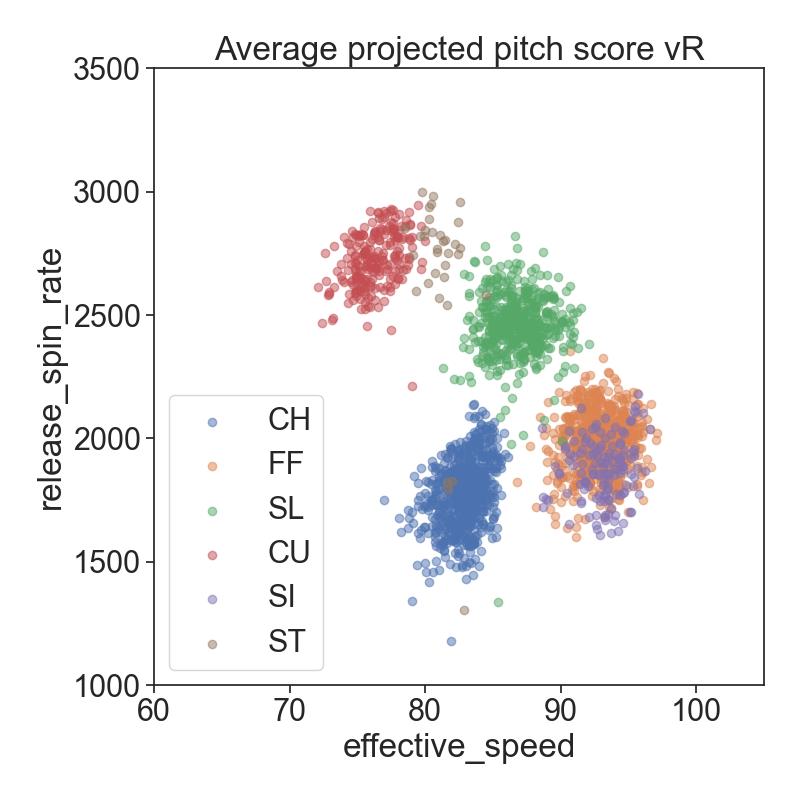 Average projected pitch score vR
3500
3000
2500
2000
1500
1000
release_spin_rate
CH
FF
SL
CU
SI
ST
60 70 80 90 100
effective_speed